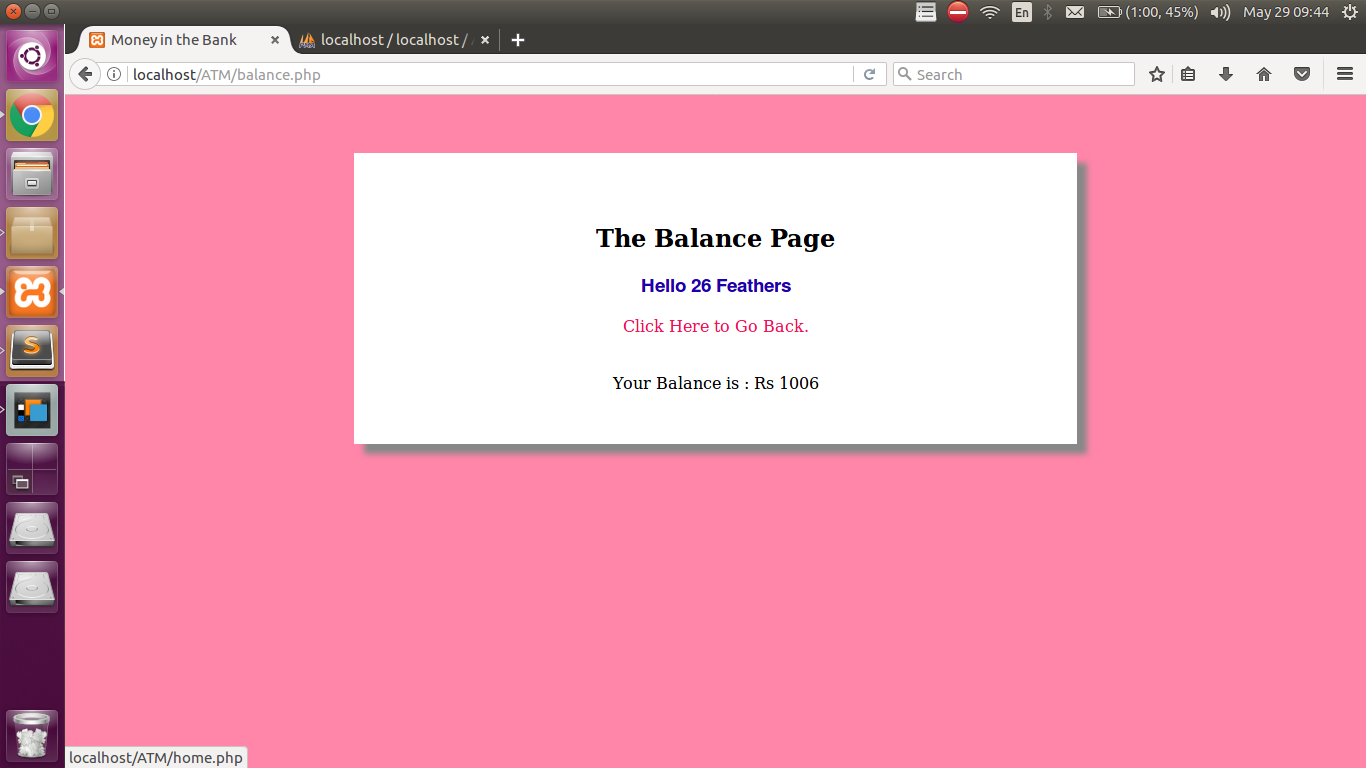 En
(1:00, 45%)
May 29 09:44
Money in the Bank
localhost / localhost /
localhost/ATM/balance.php
Search
The Balance Page
Hello 26 Feathers
Click Here to Go Back.
Your Balance is : Rs 1006
localhost/ATM/home.php